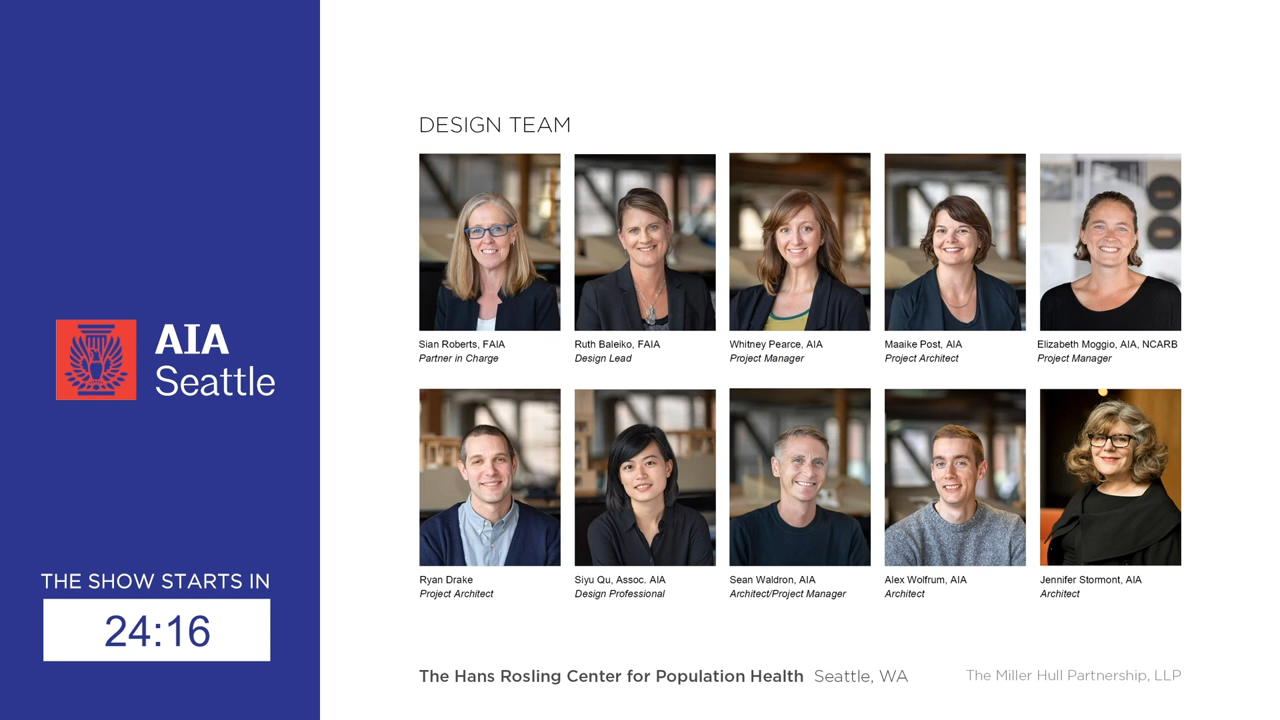 AIA
Seattle
THE SHOW STARTS IN
24:16
DESIGN TEAM
Sian Roberts, FAIA
Partner in Charge
Ruth Baleiko, FAIA
Design Lead
Whitney Pearce, AIA
Project Manager
Maaike Post, AIA
Project Architect
Elizabeth Moggio, AIA, NCARB
Project Manager
Ryan Drake
Project Architect
Siyu Qu, Assoc. AIA
Design Professional
Sean Waldron, AIA
Architect/Project Manager
Alex Wolfrum, AIA
Architect
Jennifer Stormont, AIA
Architect
The Hans Rosling Center for Population Health Seattle, WA
The Miller Hull Partnership, LLP